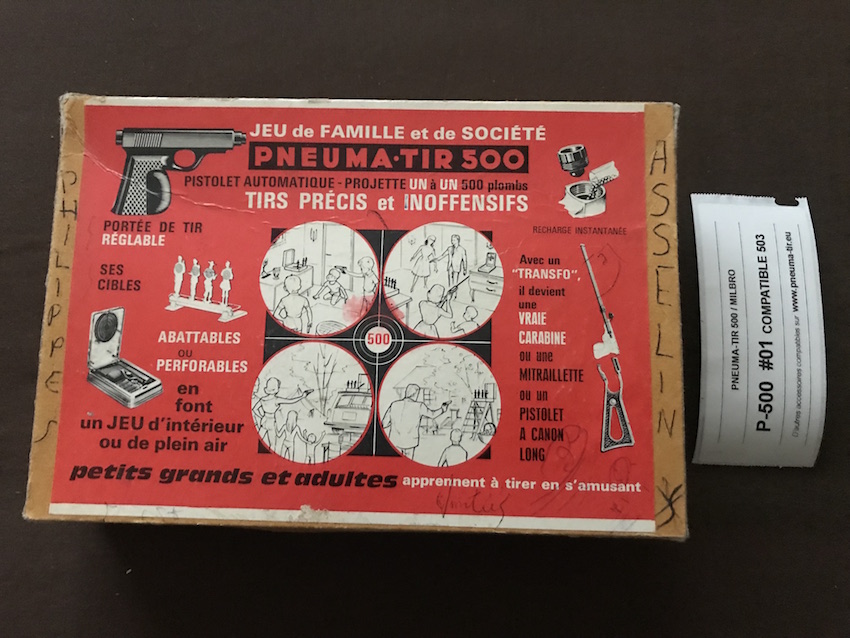 JEU de FAMILLE et de SOCIÉTÉ
PNEUMA·TIR 500
PISTOLET AUTOMATIQUE - PROJETTE UN à UN 500 plombs
TIRS PRÉCIS et INOFFENSIFS
PORTÉE DE TIR
RÉGLABLE
SES
CIBLES
ABATTABLES
OU
PERFORABLES
en
font
un JEU d'intérieur
ou de plein air
500
RECHARGE INSTANTANÉE
Avec un
"TRANSFO",
il devient
une
VRAIE
CARABINE
ou une
MITRAILLETTE
ou un
PISTOLET
A CANON
LONG
petits grands et adultes apprennent à tirer en s'amusant
PHILIPPE
ASSELIN
PNEUMA-TIR 500 / MILBRO
P-500 #01 COMPATIBLE 503
D'autres accessoires compatibles sur www.pneuma-tir.eu